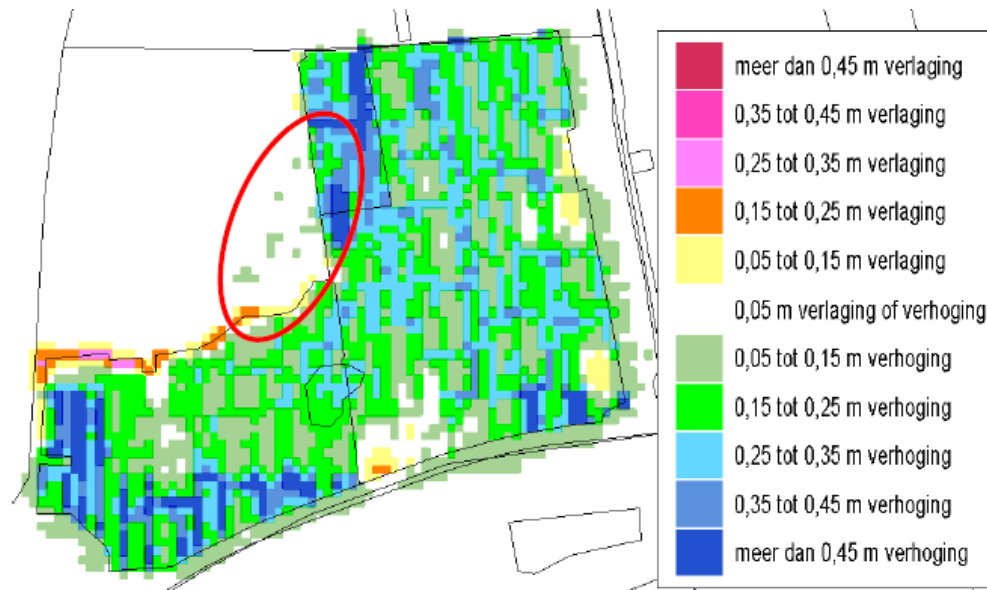 meer dan 0,45 m verlaging
0,35 tot 0,45 m verlaging
0,25 tot 0,35 m verlaging
0,15 tot 0,25 m verlaging
0,05 tot 0,15 m verlaging
0,05 m verlaging of verhoging
0,05 tot 0,15 m verhoging
0,15 tot 0,25 m verhoging
0,25 tot 0,35 m verhoging
0,35 tot 0,45 m verhoging
meer dan 0,45 m verhoging